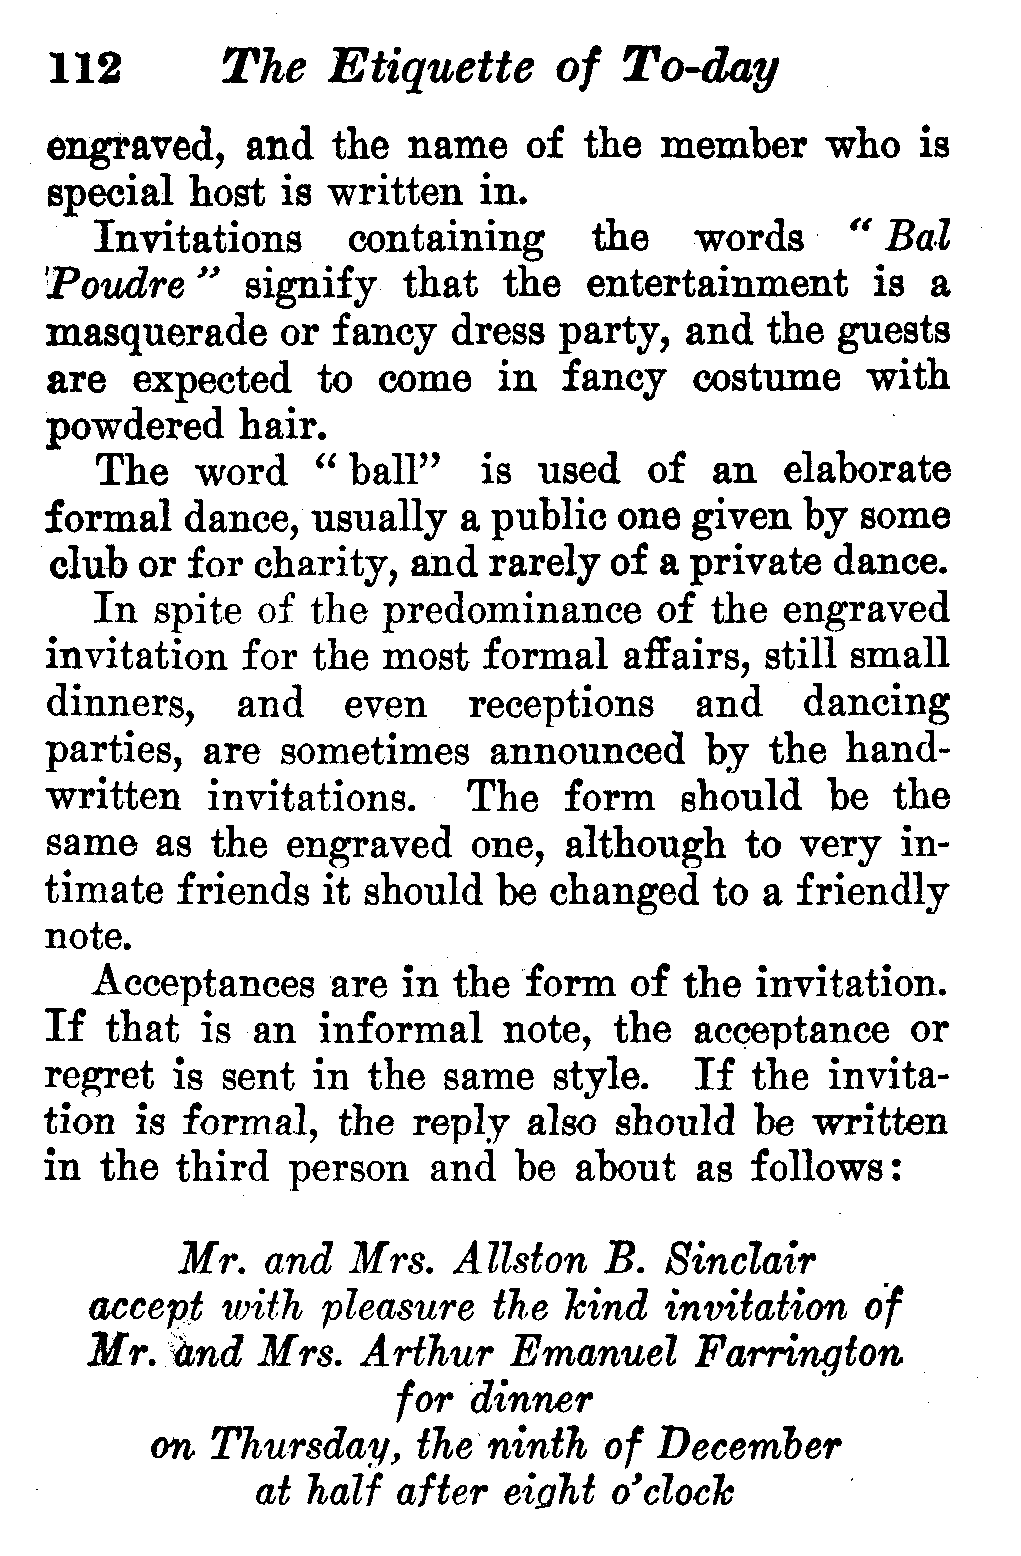 112 The Etiquette of To-day
engraved, and the name of the member who is
special host is written in.
Invitations containing the words “ Bal
Poudre ” signify that the entertainment is a
masquerade or fancy dress party, and the guests
are expected to come in fancy costume with
powdered hair.
The word “ ball” is used of an elaborate
formal dance, usually a public one given by some
club or for charity, and rarely of a private dance.
In spite of the predominance of the engraved
invitation for the most formal affairs, still small
dinners, and even receptions and dancing
parties, are sometimes announced by the hand-
written invitations. The form should be the
same as the engraved one, although to very in-
timate friends it should be changed to a friendly
note.
Acceptances are in the form of the invitation.
If that is an informal note, the acceptance or
regret is sent in the same style. If the invita-
tion is formal, the reply also should be written
in the third person and be about as follows:
Mr. and Mrs. Allston B. Sinclair
accept with pleasure the kind invitation of
Mr. and Mrs. Arthur Emanuel Farrington
for dinner
on Thursday, the ninth of December
at half after eight o’clock